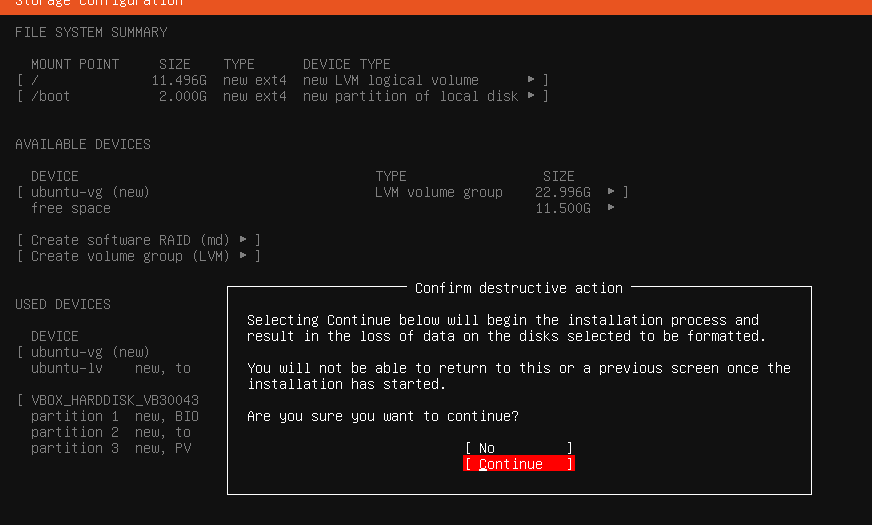 Storage configuration
FILE SYSTEM SUMMARY
MOUNT POINT SIZE TYPE DEVICE TYPE
[ / 11.496G new ext4 new LVM logical volume ▸ ]
[ /boot 2.000G new ext4 new partition of local disk ▸ ]
AVAILABLE DEVICES
DEVICE TYPE SIZE
[ ubuntu-vg (new) LVM volume group 22.996G ▸ ]
free space 11.500G ▸
[ Create software RAID (md) ▸ ]
[ Create volume group (LVM) ▸ ]
USED DEVICES
DEVICE
[ ubuntu-vg (new)
ubuntu-lv new, to
[ VBOX_HARDDISK_VB30043
partition 1 new, BIO
partition 2 new, to
partition 3 new, PV
Confirm destructive action
Selecting Continue below will begin the installation process and
result in the loss of data on the disks selected to be formatted.
You will not be able to return to this or a previous screen once the
installation has started.
Are you sure you want to continue?
[ No ]
[ Continue ]